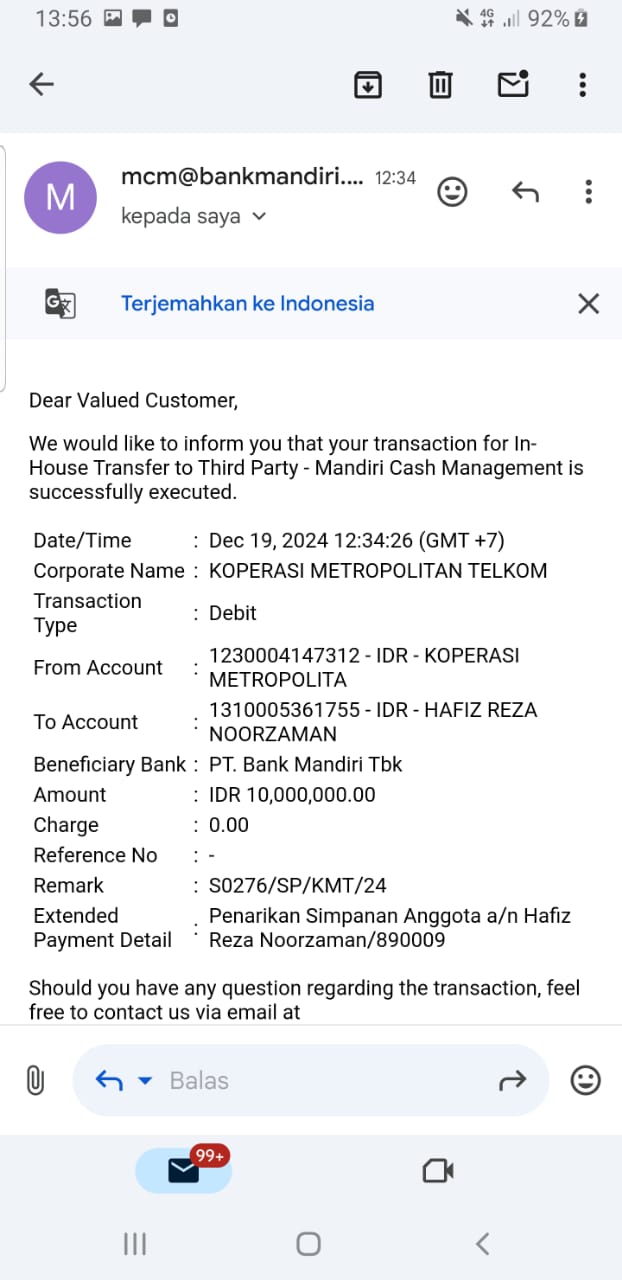 13:56 4G 92%
mcm@bankmandiri.... 12:34
M
kepada saya
Terjemahkan ke Indonesia
Dear Valued Customer,
We would like to inform you that your transaction for In-
House Transfer to Third Party - Mandiri Cash Management is
successfully executed.
Date/Time : Dec 19, 2024 12:34:26 (GMT +7)
Corporate Name : KOPERASI METROPOLITAN TELKOM
Transaction
Type : Debit
From Account : 1230004147312 - IDR - KOPERASI
METROPOLITA
To Account : 1310005361755 - IDR - HAFIZ REZA
NOORZAMAN
Beneficiary Bank : PT. Bank Mandiri Tbk
Amount : IDR 10,000,000.00
Charge : 0.00
Reference No : -
Remark : S0276/SP/KMT/24
Extended
Payment Detail : Penarikan Simpanan Anggota a/n Hafiz
Reza Noorzaman/890009
Should you have any question regarding the transaction, feel
free to contact us via email at
Balas
99+